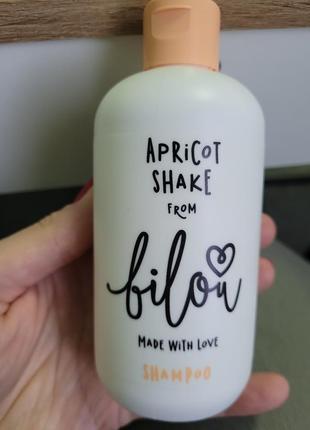 APRICOT
SHAKE
FROM
bilou
MADE WITH LOVE
SHAMPOO